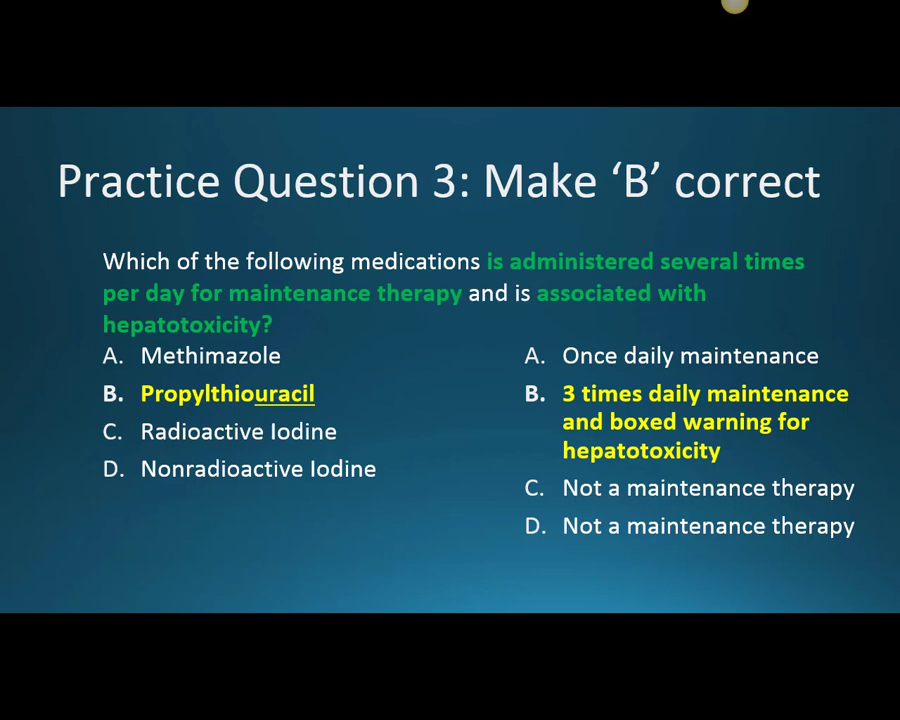 Practice Question 3: Make ‘B’ correct
Which of the following medications is administered several times
per day for maintenance therapy and is associated with
hepatotoxicity?
A. Methimazole
B. Propylthiouracil
C. Radioactive Iodine
D. Nonradioactive Iodine
A. Once daily maintenance
B. 3 times daily maintenance
and boxed warning for
hepatotoxicity
C. Not a maintenance therapy
D. Not a maintenance therapy